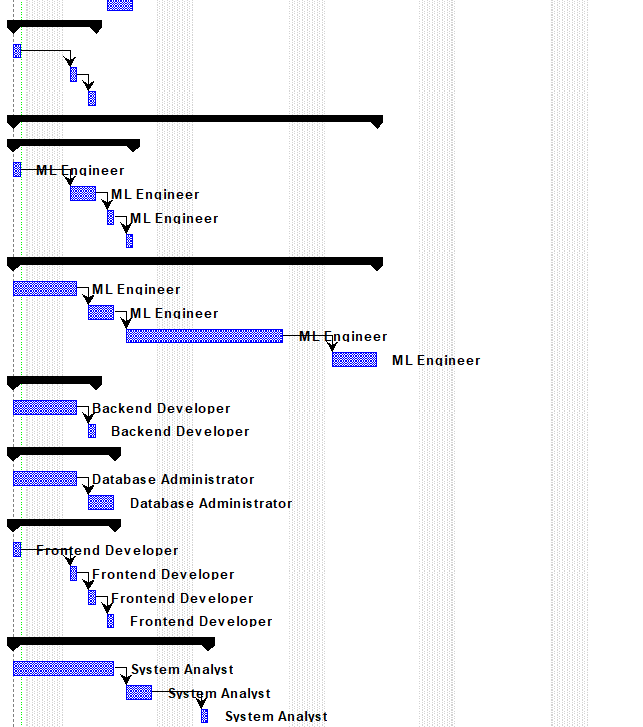 ML Engineer
ML Engineer
ML Engineer
ML Engineer
ML Engineer
ML Engineer
ML Engineer
Backend Developer
Backend Developer
Database Administrator
Database Administrator
Frontend Developer
Frontend Developer
Frontend Developer
Frontend Developer
System Analyst
System Analyst
System Analyst